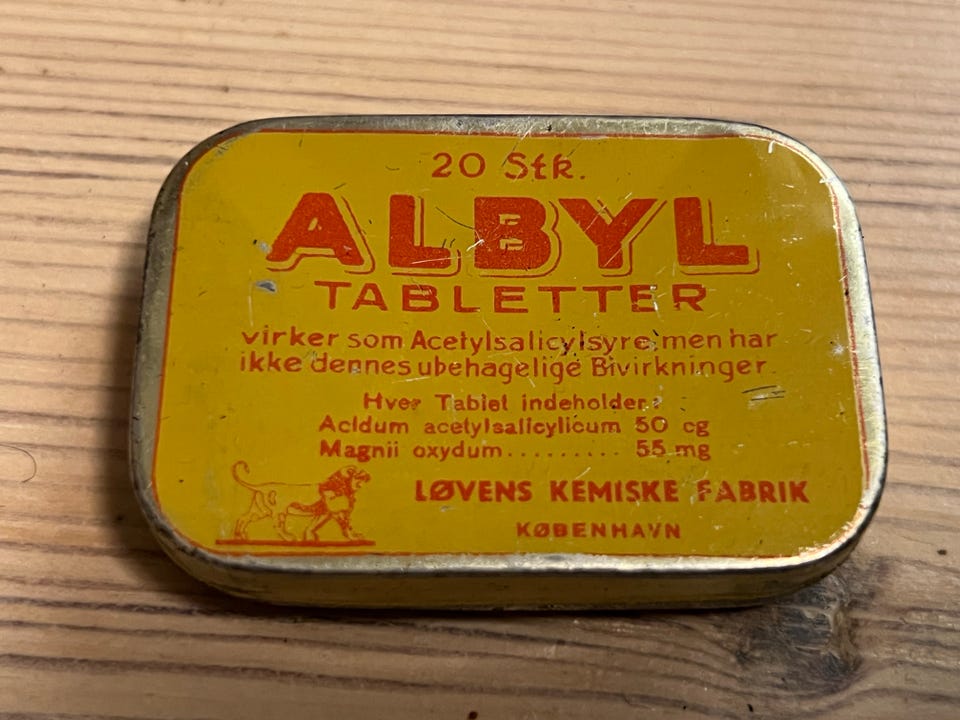 20 Stk.
ALBYL
TABLETTER
virker som Acetylsalicylsyre, men har
ikke dennes ubehagelige Bivirkninger
Hver Tablet indeholder:
Acidum acetylsalicylicum 50 cg
Magnii oxydum......... 55 mg
LØVENS KEMISKE FABRIK
KØBENHAVN